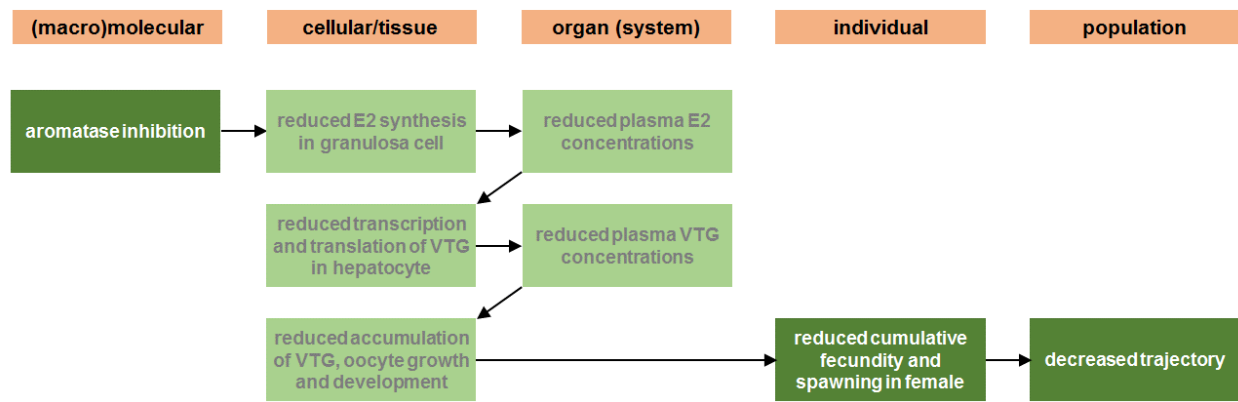 (macro)molecular
cellular/tissue
organ (system)
individual
population
aromatase inhibition
reduced E2 synthesis
in granulosa cell
reduced plasma E2
concentrations
reduced transcription
and translation of VTG
in hepatocyte
reduced plasma VTG
concentrations
reduced accumulation
of VTG, oocyte growth
and development
reduced cumulative
fecundity and
spawning in female
decreased trajectory